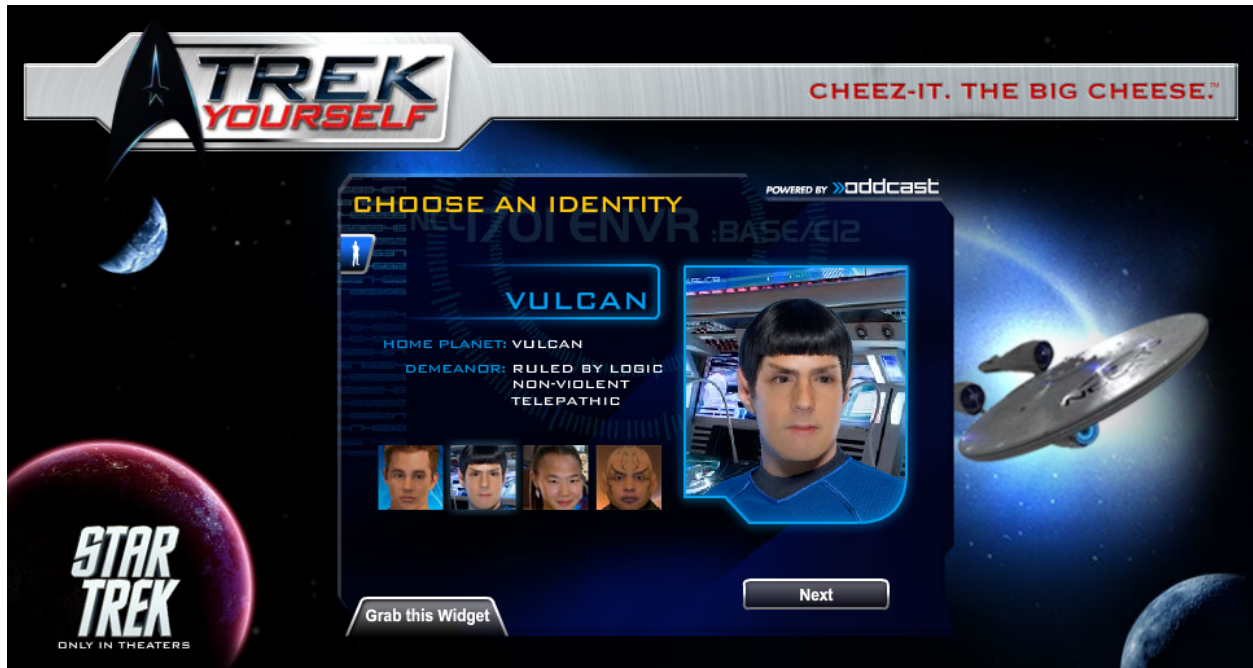 TREK
YOURSELF
CHEEZ-IT. THE BIG CHEESE.™
POWERED BY »oddcast
CHOOSE AN IDENTITY
:BASE/
VULCAN
HOME PLANET: VULCAN
DEMEANOR: RULED BY LOGIC
NON-VIOLENT
TELEPATHIC
STAR
TREK
ONLY IN THEATERS
Next
Grab this Widget